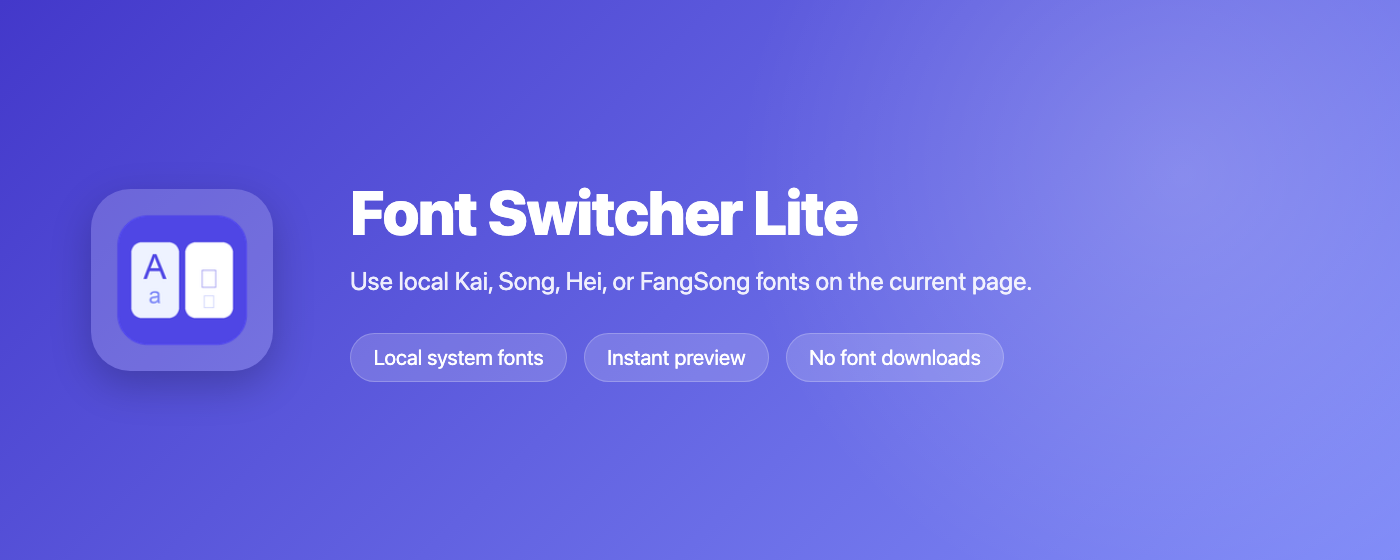 A
a
Font Switcher Lite
Use local Kai, Song, Hei, or FangSong fonts on the current page.
Local system fonts
Instant preview
No font downloads